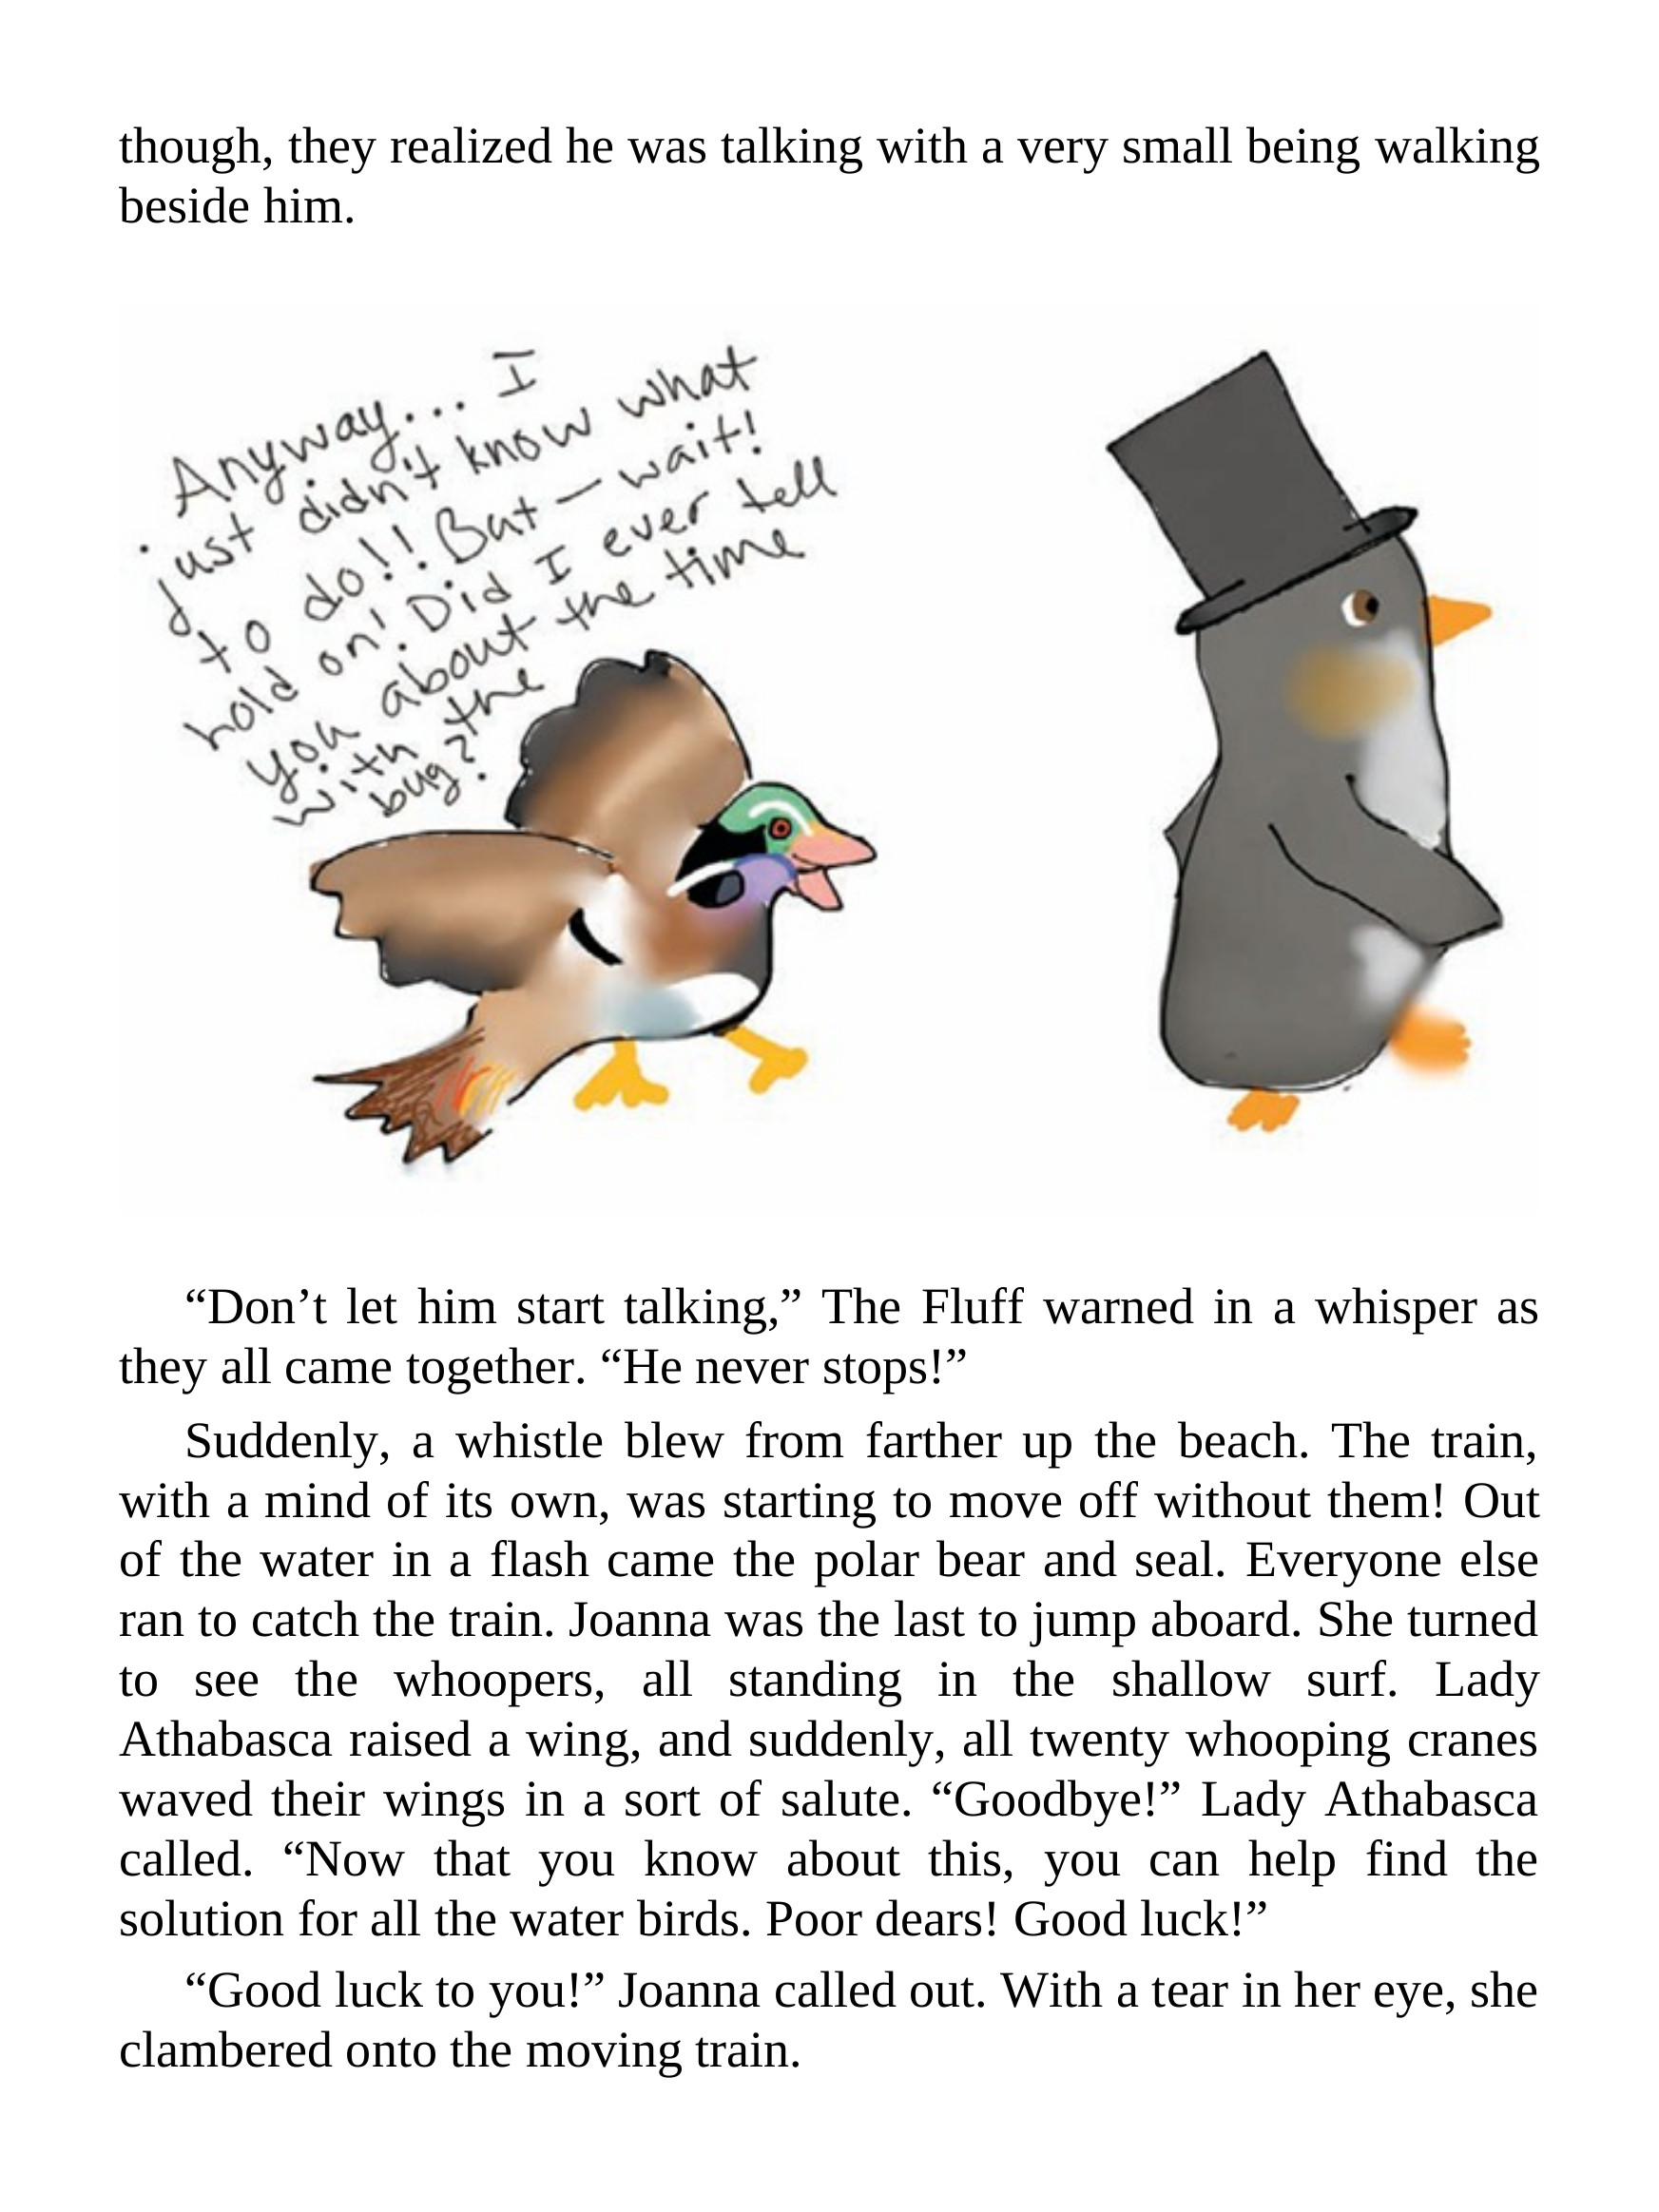 though, they realized he was talking with a very small being walking
beside him.
Anyway... I
just didn't know what
to do!! But – wait!
hold on! Did I ever tell
you about the time
with the
bug?
“Don’t let him start talking,” The Fluff warned in a whisper as
they all came together. “He never stops!”
Suddenly, a whistle blew from farther up the beach. The train,
with a mind of its own, was starting to move off without them! Out
of the water in a flash came the polar bear and seal. Everyone else
ran to catch the train. Joanna was the last to jump aboard. She turned
to see the whoopers, all standing in the shallow surf. Lady
Athabasca raised a wing, and suddenly, all twenty whooping cranes
waved their wings in a sort of salute. “Goodbye!” Lady Athabasca
called. “Now that you know about this, you can help find the
solution for all the water birds. Poor dears! Good luck!”
“Good luck to you!” Joanna called out. With a tear in her eye, she
clambered onto the moving train.